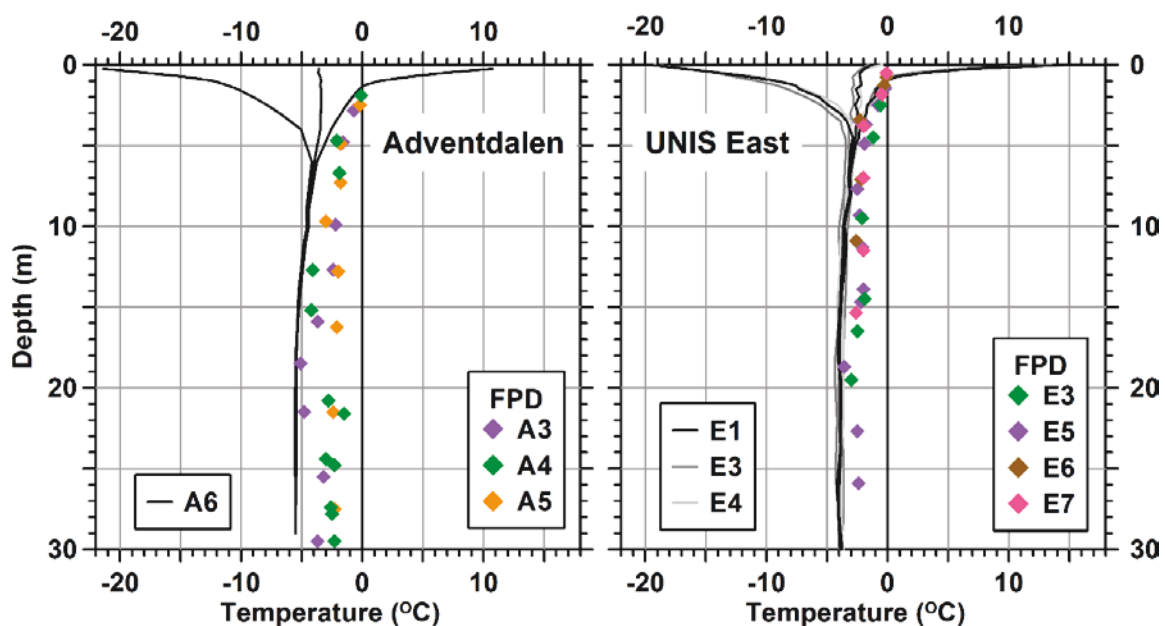 -20 -10 0 10 -20 -10 0 10
0 0
Adventdalen UNIS East
10 10
Depth (m)
20 20
FPD FPD
A3 E1 E3
A4 E3 E5
A6 A5 E4 E6
E7
30 30
-20 -10 0 10 -20 -10 0 10
Temperature (°C) Temperature (°C)